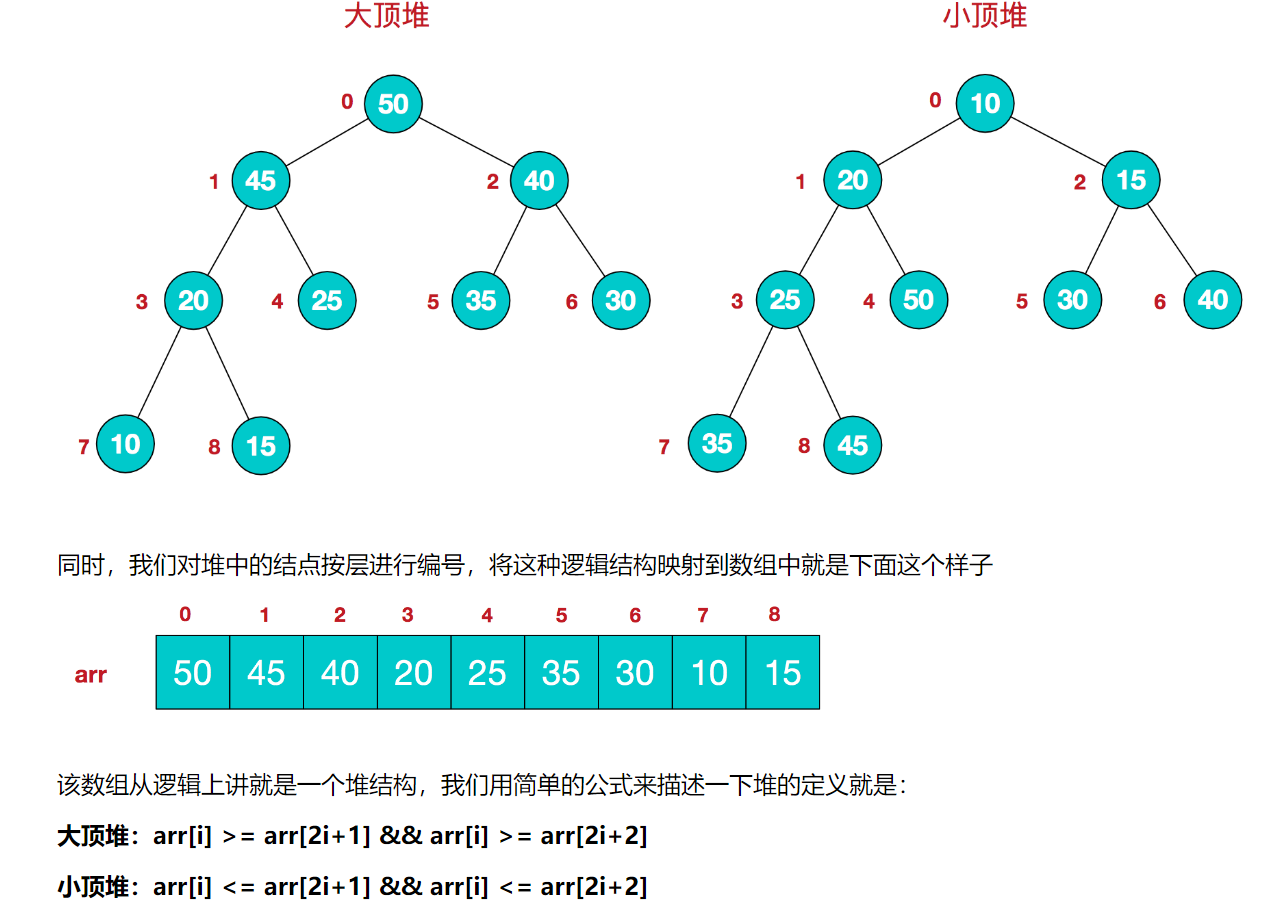 大顶堆 小顶堆
0 50 0 10
1 45 2 40 1 20 2 15
3 20 4 25 5 35 6 30 3 25 4 50 5 30 6 40
7 10 8 15 7 35 8 45
同时，我们对堆中的结点按层进行编号，将这种逻辑结构映射到数组中就是下面这个样子
0 1 2 3 4 5 6 7 8
arr 50 45 40 20 25 35 30 10 15
该数组从逻辑上讲就是一个堆结构，我们用简单的公式来描述一下堆的定义就是：
大顶堆：arr[i] >= arr[2i+1] && arr[i] >= arr[2i+2]
小顶堆：arr[i] <= arr[2i+1] && arr[i] <= arr[2i+2]